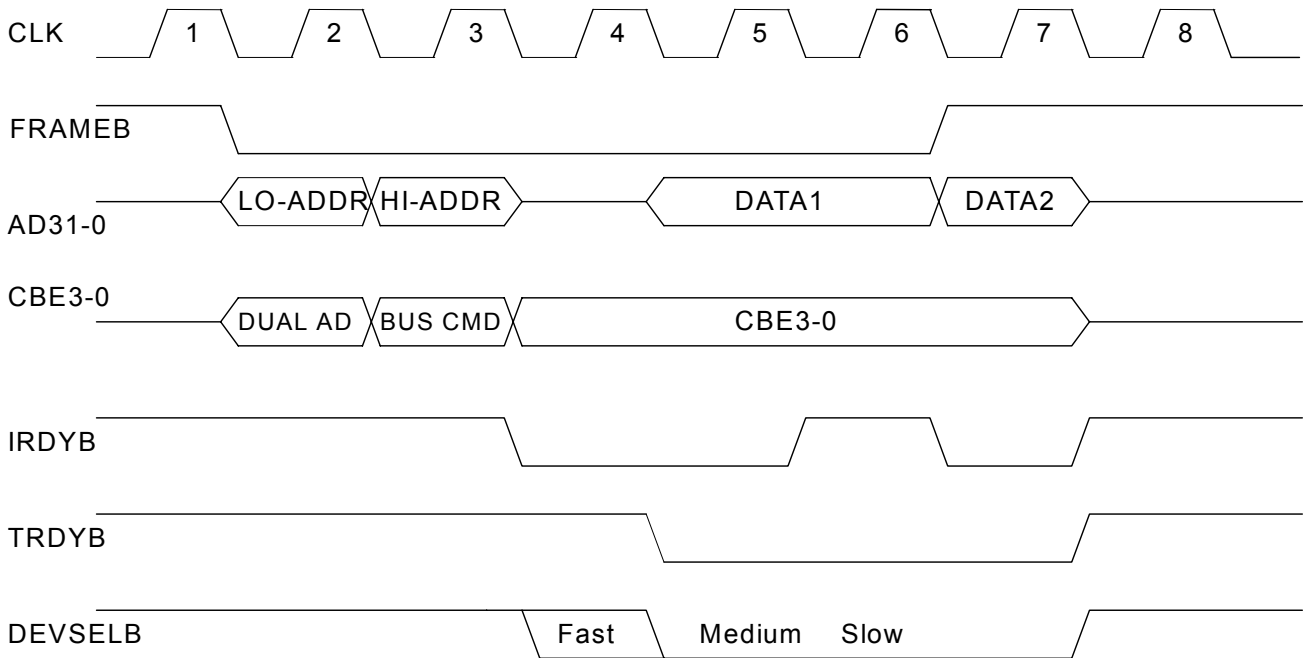 CLK 1 2 3 4 5 6 7 8
FRAMEB
AD31-0 LO-ADDR HI-ADDR DATA1 DATA2
CBE3-0 DUAL AD BUS CMD CBE3-0
IRDYB
TRDYB
DEVSELB Fast Medium Slow